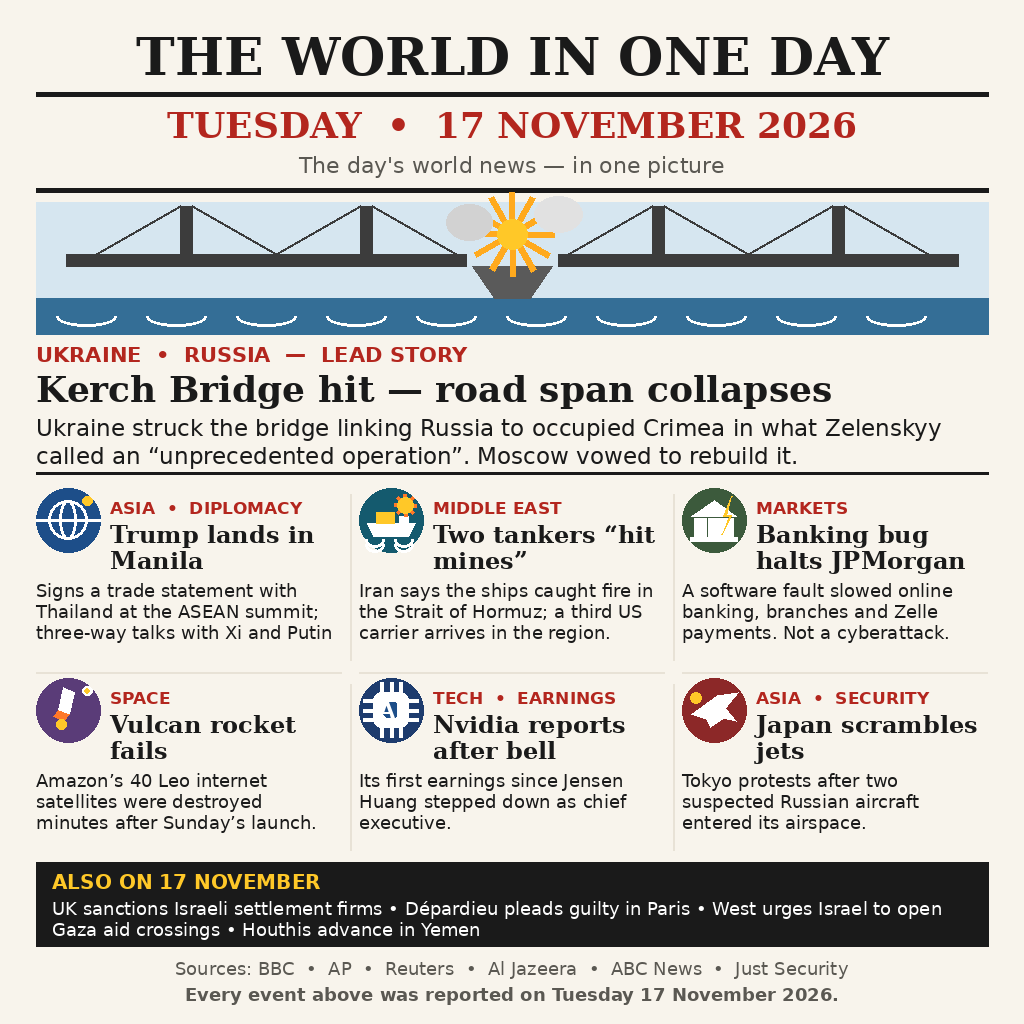 THE WORLD IN ONE DAY
TUESDAY • 17 NOVEMBER 2026
The day's world news — in one picture
UKRAINE • RUSSIA — LEAD STORY
Kerch Bridge hit — road span collapses
Ukraine struck the bridge linking Russia to occupied Crimea in what Zelenskyy
called an “unprecedented operation”. Moscow vowed to rebuild it.
ASIA • DIPLOMACY
Trump lands in
Manila
Signs a trade statement with
Thailand at the ASEAN summit;
three-way talks with Xi and Putin
MIDDLE EAST
Two tankers “hit
mines”
Iran says the ships caught fire in
the Strait of Hormuz; a third US
carrier arrives in the region.
MARKETS
Banking bug
halts JPMorgan
A software fault slowed online
banking, branches and Zelle
payments. Not a cyberattack.
SPACE
Vulcan rocket
fails
Amazon’s 40 Leo internet
satellites were destroyed
minutes after Sunday’s launch.
TECH • EARNINGS
Nvidia reports
after bell
Its first earnings since Jensen
Huang stepped down as chief
executive.
ASIA • SECURITY
Japan scrambles
jets
Tokyo protests after two
suspected Russian aircraft
entered its airspace.
ALSO ON 17 NOVEMBER
UK sanctions Israeli settlement firms • Dépardieu pleads guilty in Paris • West urges Israel to open
Gaza aid crossings • Houthis advance in Yemen
Sources: BBC • AP • Reuters • Al Jazeera • ABC News • Just Security
Every event above was reported on Tuesday 17 November 2026.